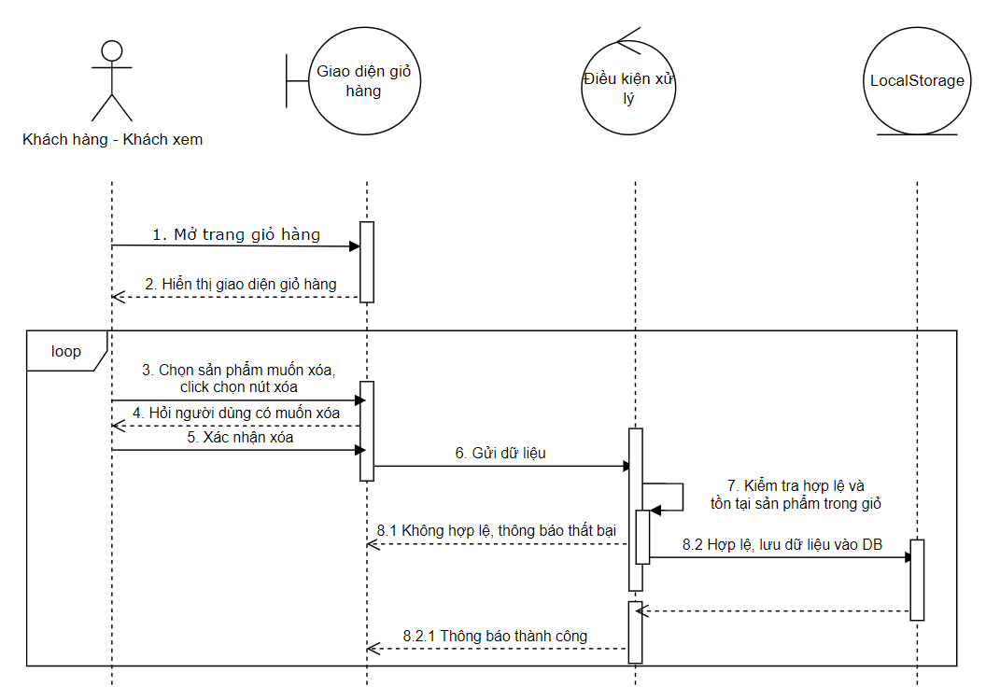 Giao diện giỏ
hàng
Điều kiện xử
lý
LocalStorage
Khách hàng - Khách xem
1. Mở trang giỏ hàng
2. Hiển thị giao diện giỏ hàng
loop
3. Chọn sản phẩm muốn xóa,
click chọn nút xóa
4. Hỏi người dùng có muốn xóa
5. Xác nhận xóa
6. Gửi dữ liệu
7. Kiểm tra hợp lệ và
tồn tại sản phẩm trong giỏ
8.1 Không hợp lệ, thông báo thất bại
8.2 Hợp lệ, lưu dữ liệu vào DB
8.2.1 Thông báo thành công